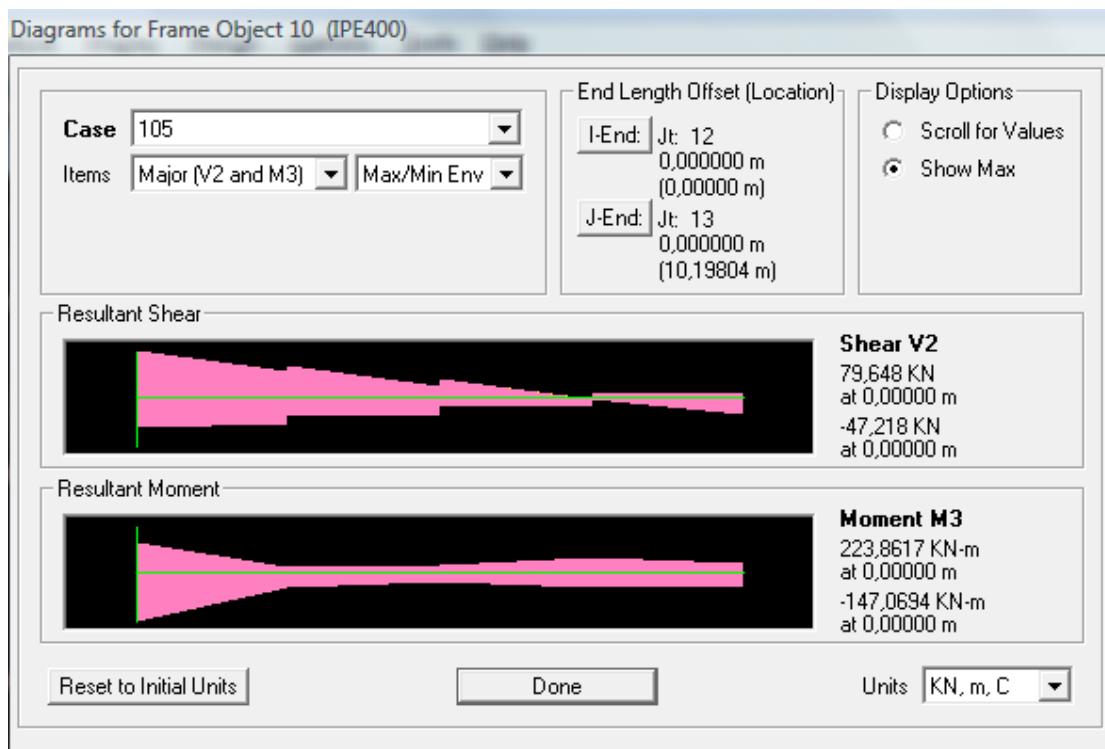 Diagrams for Frame Object 10 (IPE400)
Case 105
Items Major (V2 and M3) Max/Min Env
End Length Offset (Location)
I-End: Jt: 12
0,000000 m
(0,00000 m)
J-End: Jt: 13
0,000000 m
(10,19804 m)
Display Options
Scroll for Values
Show Max
Resultant Shear
Shear V2
79,648 KN
at 0,00000 m
-47,218 KN
at 0,00000 m
Resultant Moment
Moment M3
223,8617 KN-m
at 0,00000 m
-147,0694 KN-m
at 0,00000 m
Reset to Initial Units
Done
Units KN, m, C